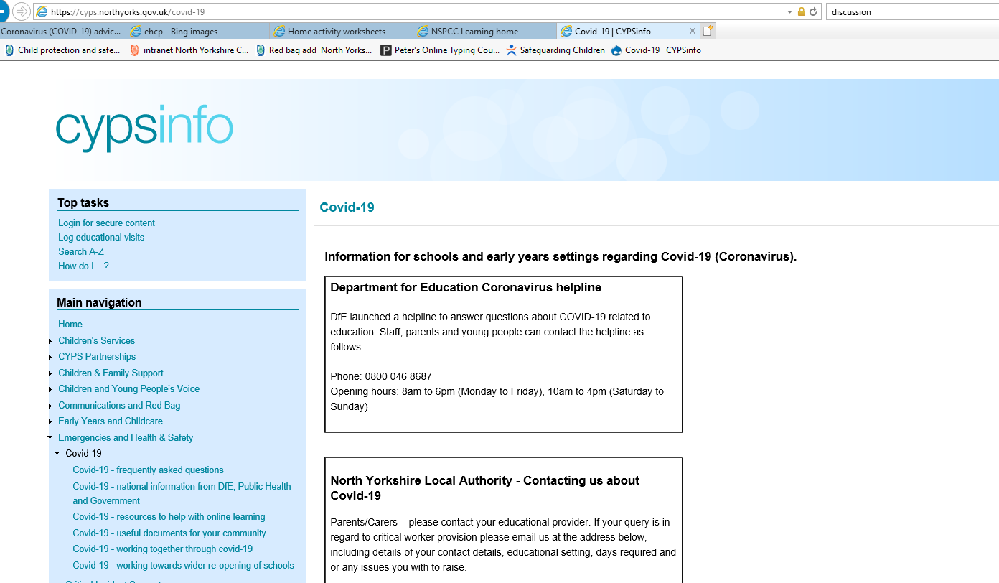 https://cyps.northyorks.gov.uk/covid-19
discussion
Coronavirus (COVID-19) advic...
ehcp - Bing images
Home activity worksheets
NSPCC Learning home
Covid-19 | CYPSinfo
Child protection and safe...
intranet North Yorkshire C...
Red bag add North Yorks...
P
Peter's Online Typing Cou...
Safeguarding Children
Covid-19 CYPSinfo
cypsinfo
Top tasks
Login for secure content
Log educational visits
Search A-Z
How do I ...?
Main navigation
Home
Children's Services
CYPS Partnerships
Children & Family Support
Children and Young People's Voice
Communications and Red Bag
Early Years and Childcare
Emergencies and Health & Safety
Covid-19
Covid-19 - frequently asked questions
Covid-19 - national information from DfE, Public Health
and Government
Covid-19 - resources to help with online learning
Covid-19 - useful documents for your community
Covid-19 - working together through covid-19
Covid-19 - working towards wider re-opening of schools
Covid-19
Information for schools and early years settings regarding Covid-19 (Coronavirus).
Department for Education Coronavirus helpline
DfE launched a helpline to answer questions about COVID-19 related to
education. Staff, parents and young people can contact the helpline as
follows:
Phone: 0800 046 8687
Opening hours: 8am to 6pm (Monday to Friday), 10am to 4pm (Saturday to
Sunday)
North Yorkshire Local Authority - Contacting us about
Covid-19
Parents/Carers – please contact your educational provider. If your query is in
regard to critical worker provision please email us at the address below,
including details of your contact details, educational setting, days required and
or any issues you with to raise.